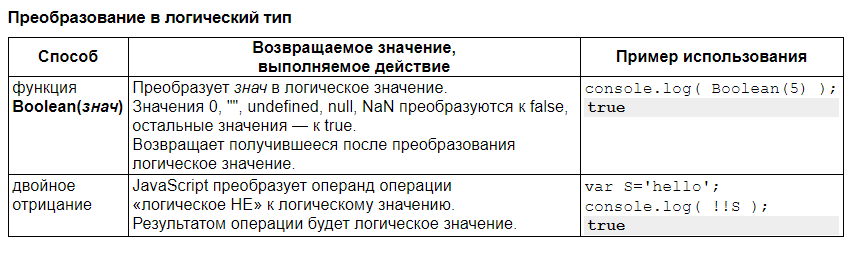 Преобразование в логический тип
Способ
Возвращаемое значение,
выполняемое действие
Пример использования
функция
Boolean(знач)
Преобразует знач в логическое значение.
Значения 0, "", undefined, null, NaN преобразуются к false,
остальные значения — к true.
Возвращает получившееся после преобразования
логическое значение.
console.log( Boolean(5) );
true
двойное
отрицание
JavaScript преобразует операнд операции
«логическое НЕ» к логическому значению.
Результатом операции будет логическое значение.
var S='hello';
console.log( !!S );
true